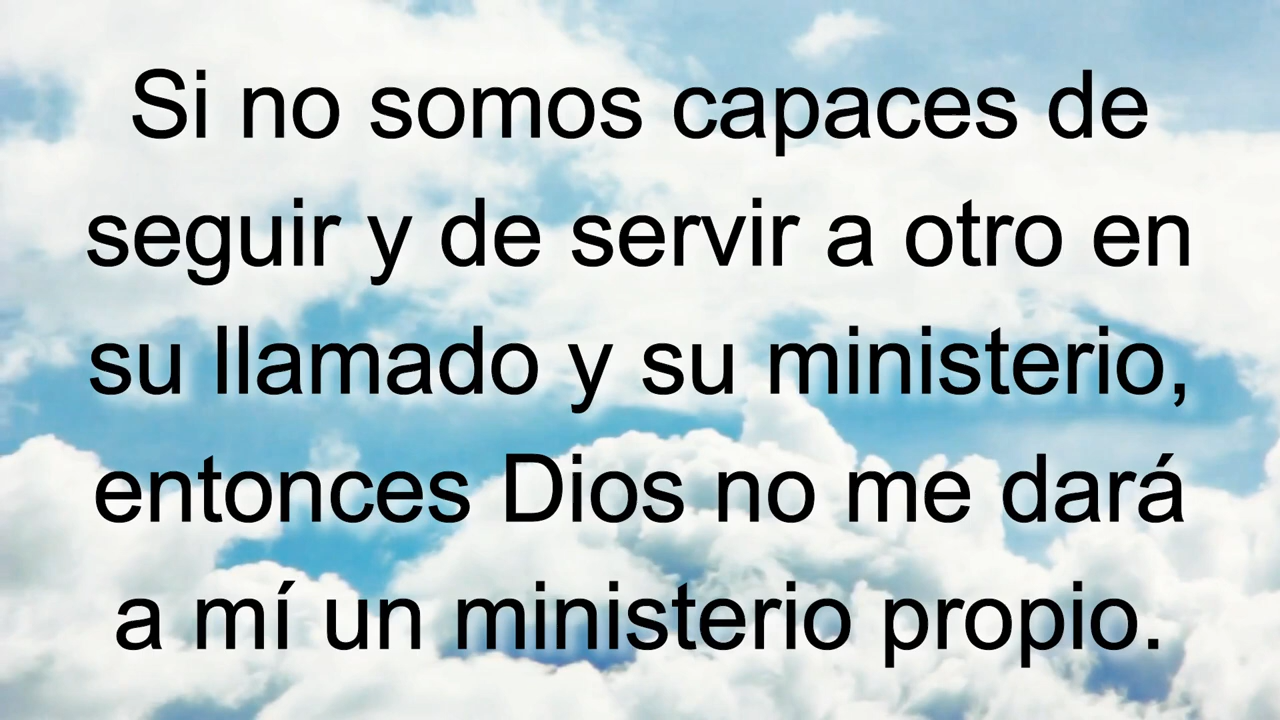 Si no somos capaces de
seguir y de servir a otro en
su llamado y su ministerio,
entonces Dios no me dará
a mí un ministerio propio.